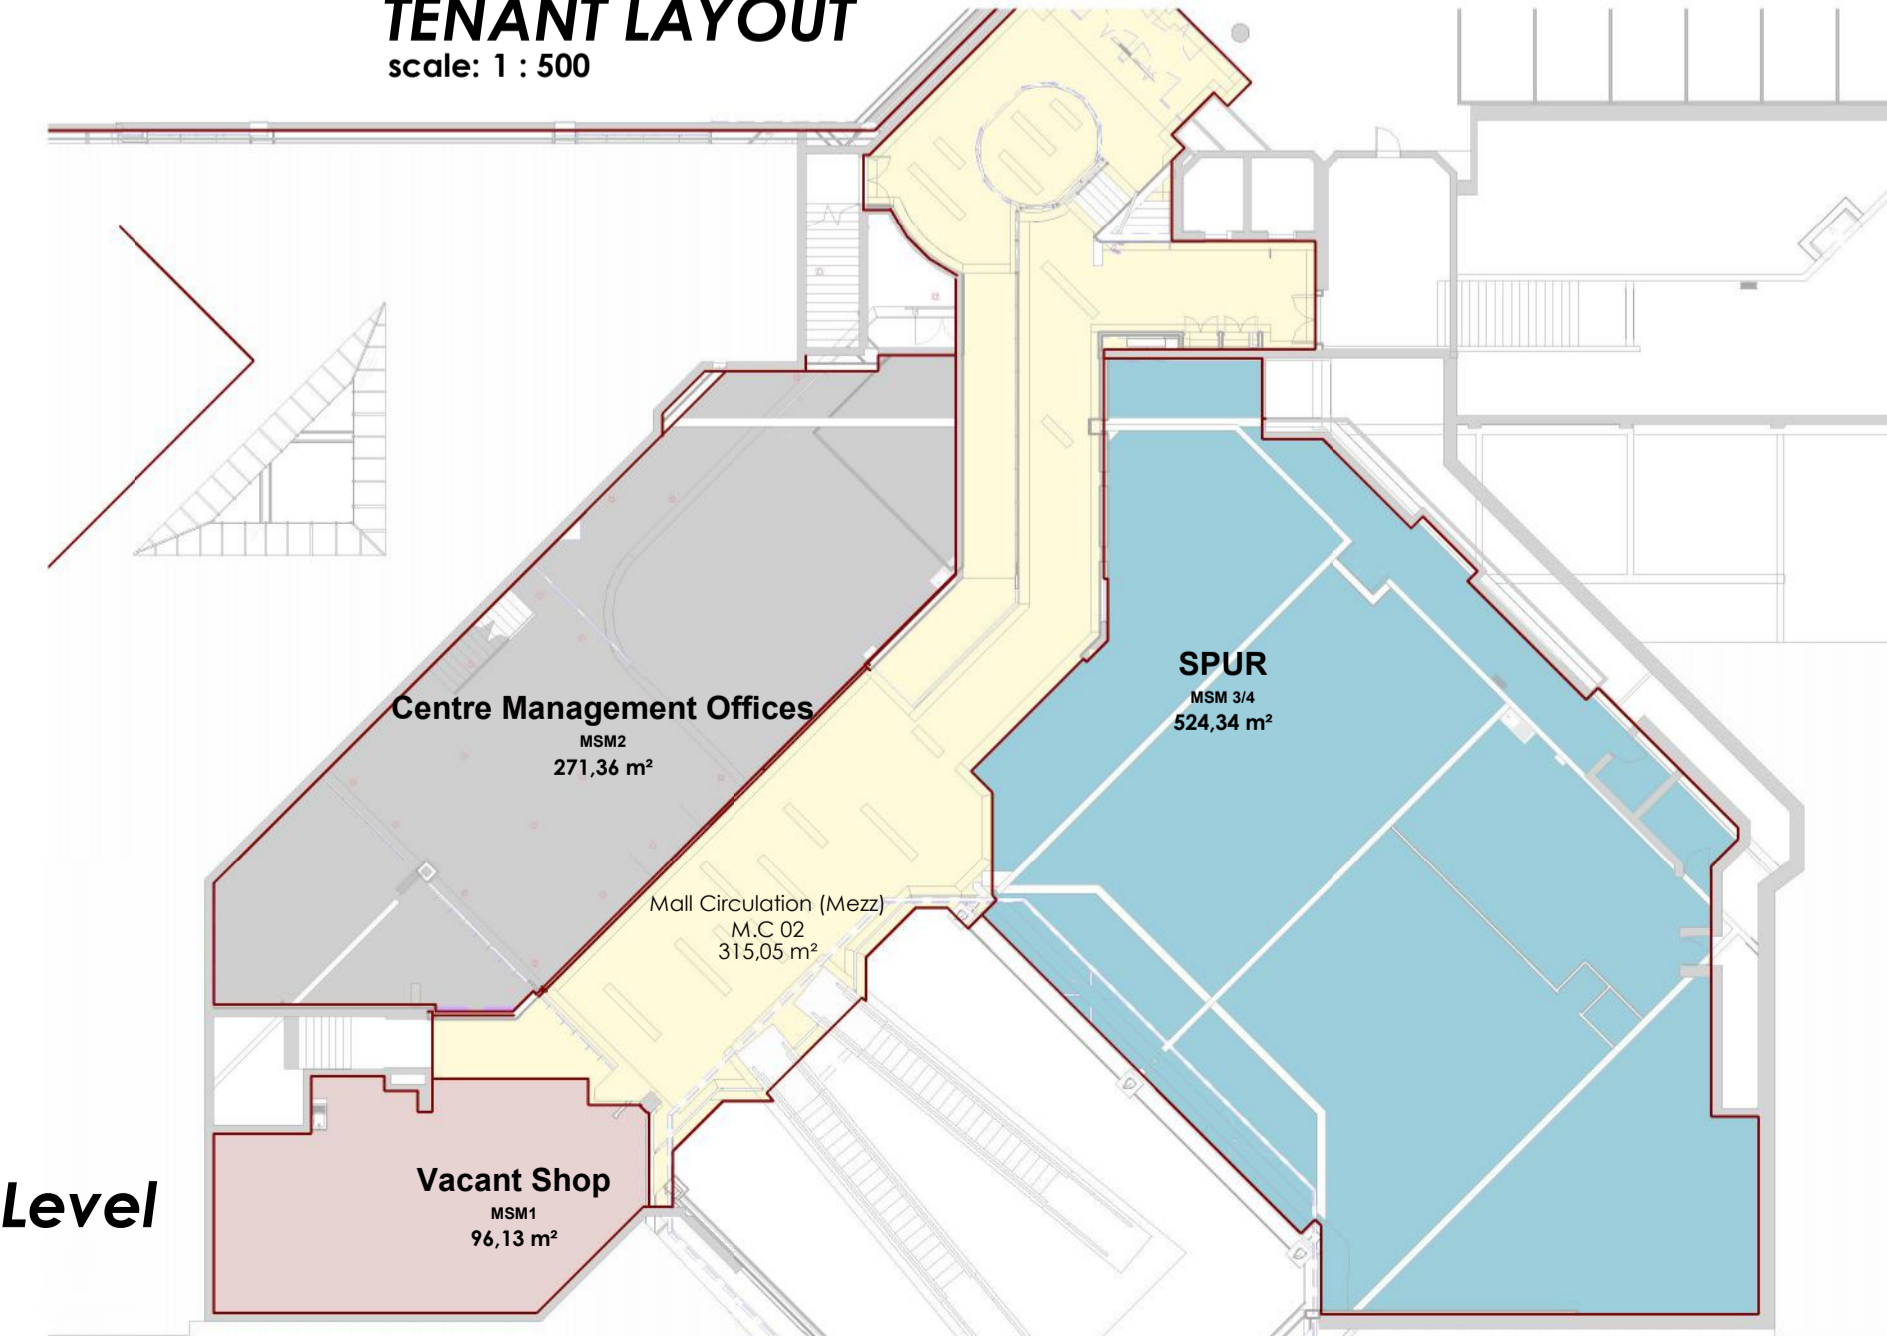 TENANT LAYOUT
scale: 1 : 500
SPUR
MSM 3/4
524,34 m²
Centre Management Offices
MSM2
271,36 m²
Mall Circulation (Mezz)
M.C 02
315,05 m²
Vacant Shop
MSM1
96,13 m²
Level